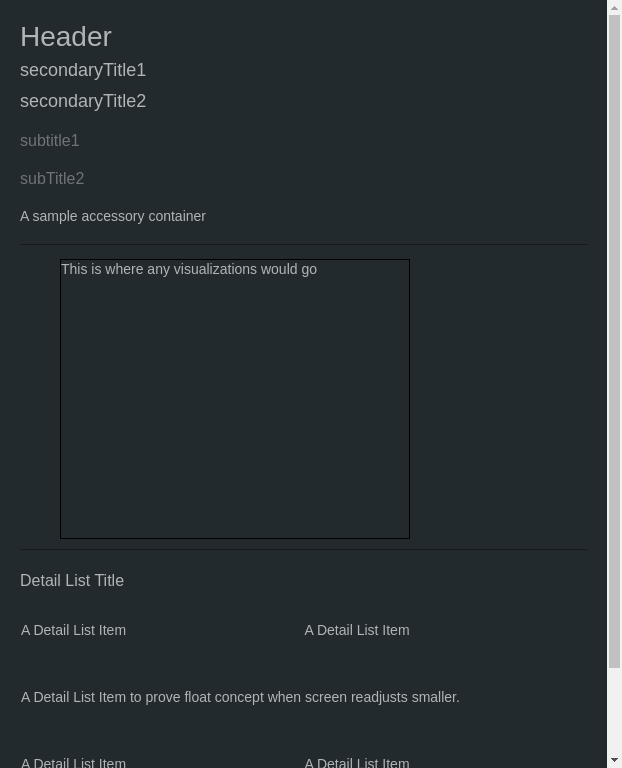 Header
secondaryTitle1
secondaryTitle2
subtitle1
subTitle2
A sample accessory container
This is where any visualizations would go
Detail List Title
A Detail List Item
A Detail List Item
A Detail List Item to prove float concept when screen readjusts smaller.
A Detail List Item
A Detail List Item